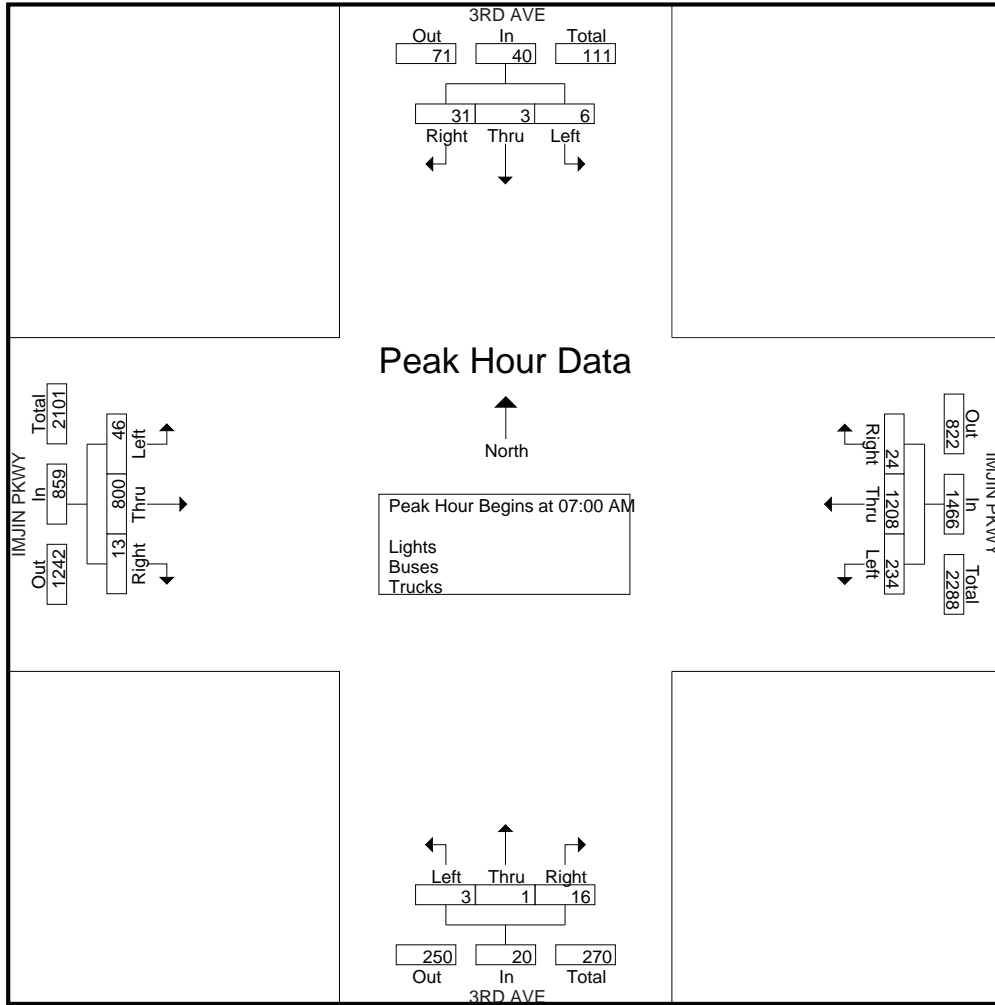 3RD AVE
Out In Total
71 40 111
31 3 6
Right Thru Left
Peak Hour Data
North
Peak Hour Begins at 07:00 AM
Lights
Buses
Trucks
IMJIN PKWY
Out In Total
1242 859 2101
13 800 46
Right Thru Left
IMJIN PKWY
Out In Total
822 1466 2288
24 1208 234
Right Thru Left
Left Thru Right
3 1 16
250 20 270
Out In Total
3RD AVE